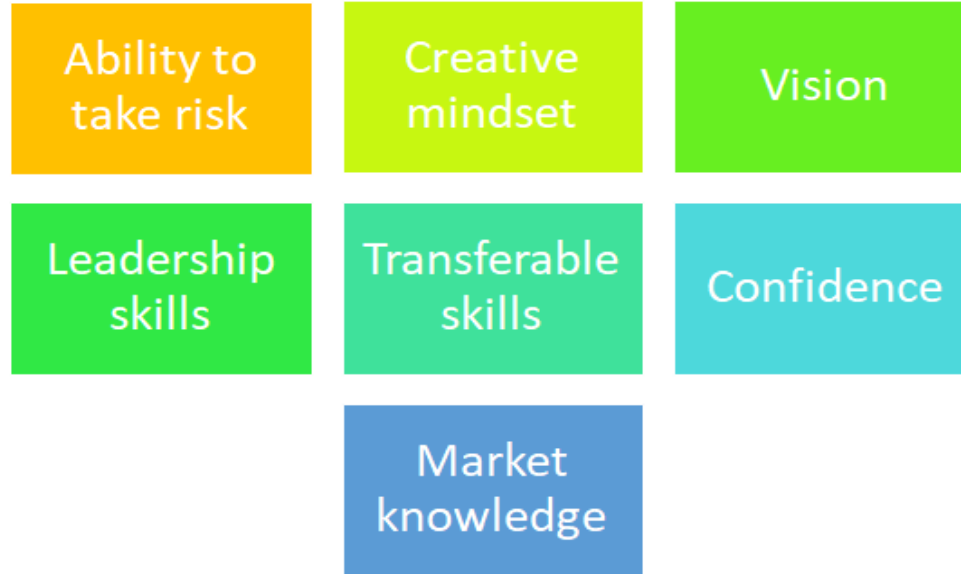 Ability to
take risk
Creative
mindset
Vision
Leadership
skills
Transferable
skills
Confidence
Market
knowledge